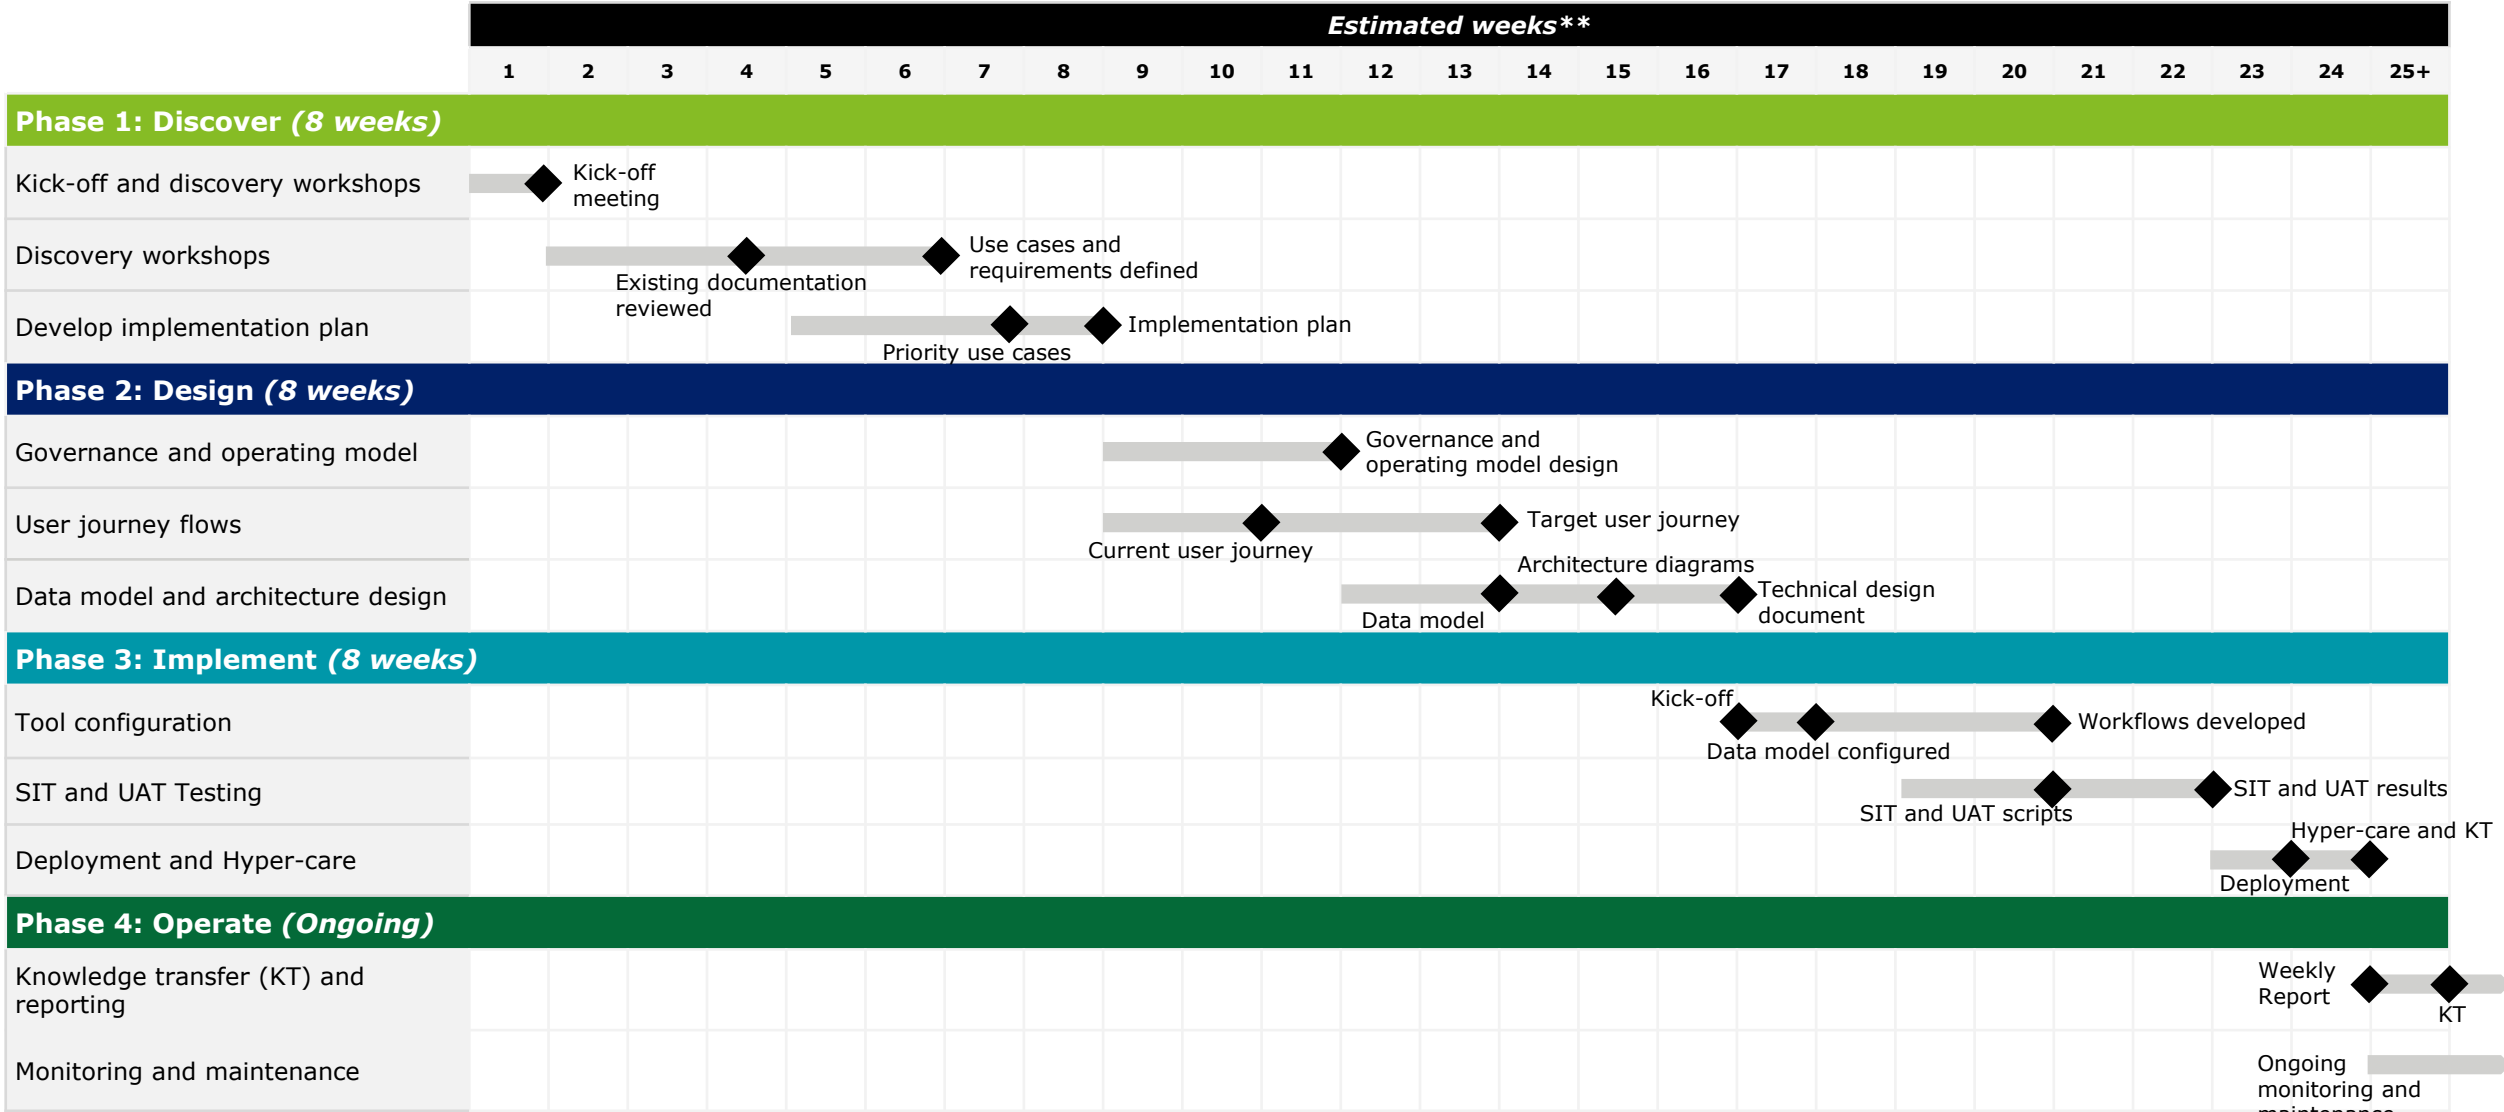 Estimated weeks**
1 2 3 4 5 6 7 8 9 10 11 12 13 14 15 16 17 18 19 20 21 22 23 24 25+
Phase 1: Discover (8 weeks)
Kick-off and discovery workshops
Kick-off
meeting
Discovery workshops
Use cases and
requirements defined
Existing documentation
reviewed
Develop implementation plan
Implementation plan
Priority use cases
Phase 2: Design (8 weeks)
Governance and operating model
Governance and
operating model design
User journey flows
Target user journey
Current user journey
Data model and architecture design
Architecture diagrams
Technical design
document
Data model
Phase 3: Implement (8 weeks)
Tool configuration
Kick-off
Workflows developed
Data model configured
SIT and UAT Testing
SIT and UAT results
SIT and UAT scripts
Deployment and Hyper-care
Hyper-care and KT
Deployment
Phase 4: Operate (Ongoing)
Knowledge transfer (KT) and
reporting
Weekly
Report
KT
Monitoring and maintenance
Ongoing
monitoring and
maintenance